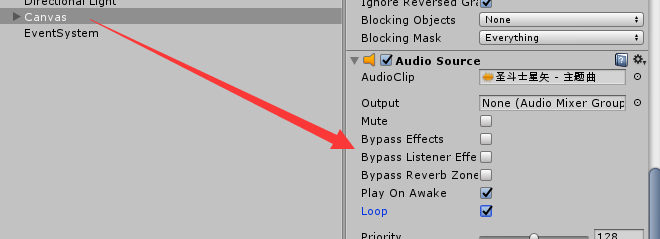 Directional Light
Canvas
EventSystem
Ignore Reversed Gra
Blocking Objects None
Blocking Mask Everything
Audio Source
AudioClip 圣斗士星矢 - 主题曲
Output None (Audio Mixer Group
Mute
Bypass Effects
Bypass Listener Effe
Bypass Reverb Zone
Play On Awake
Loop
Priority 128